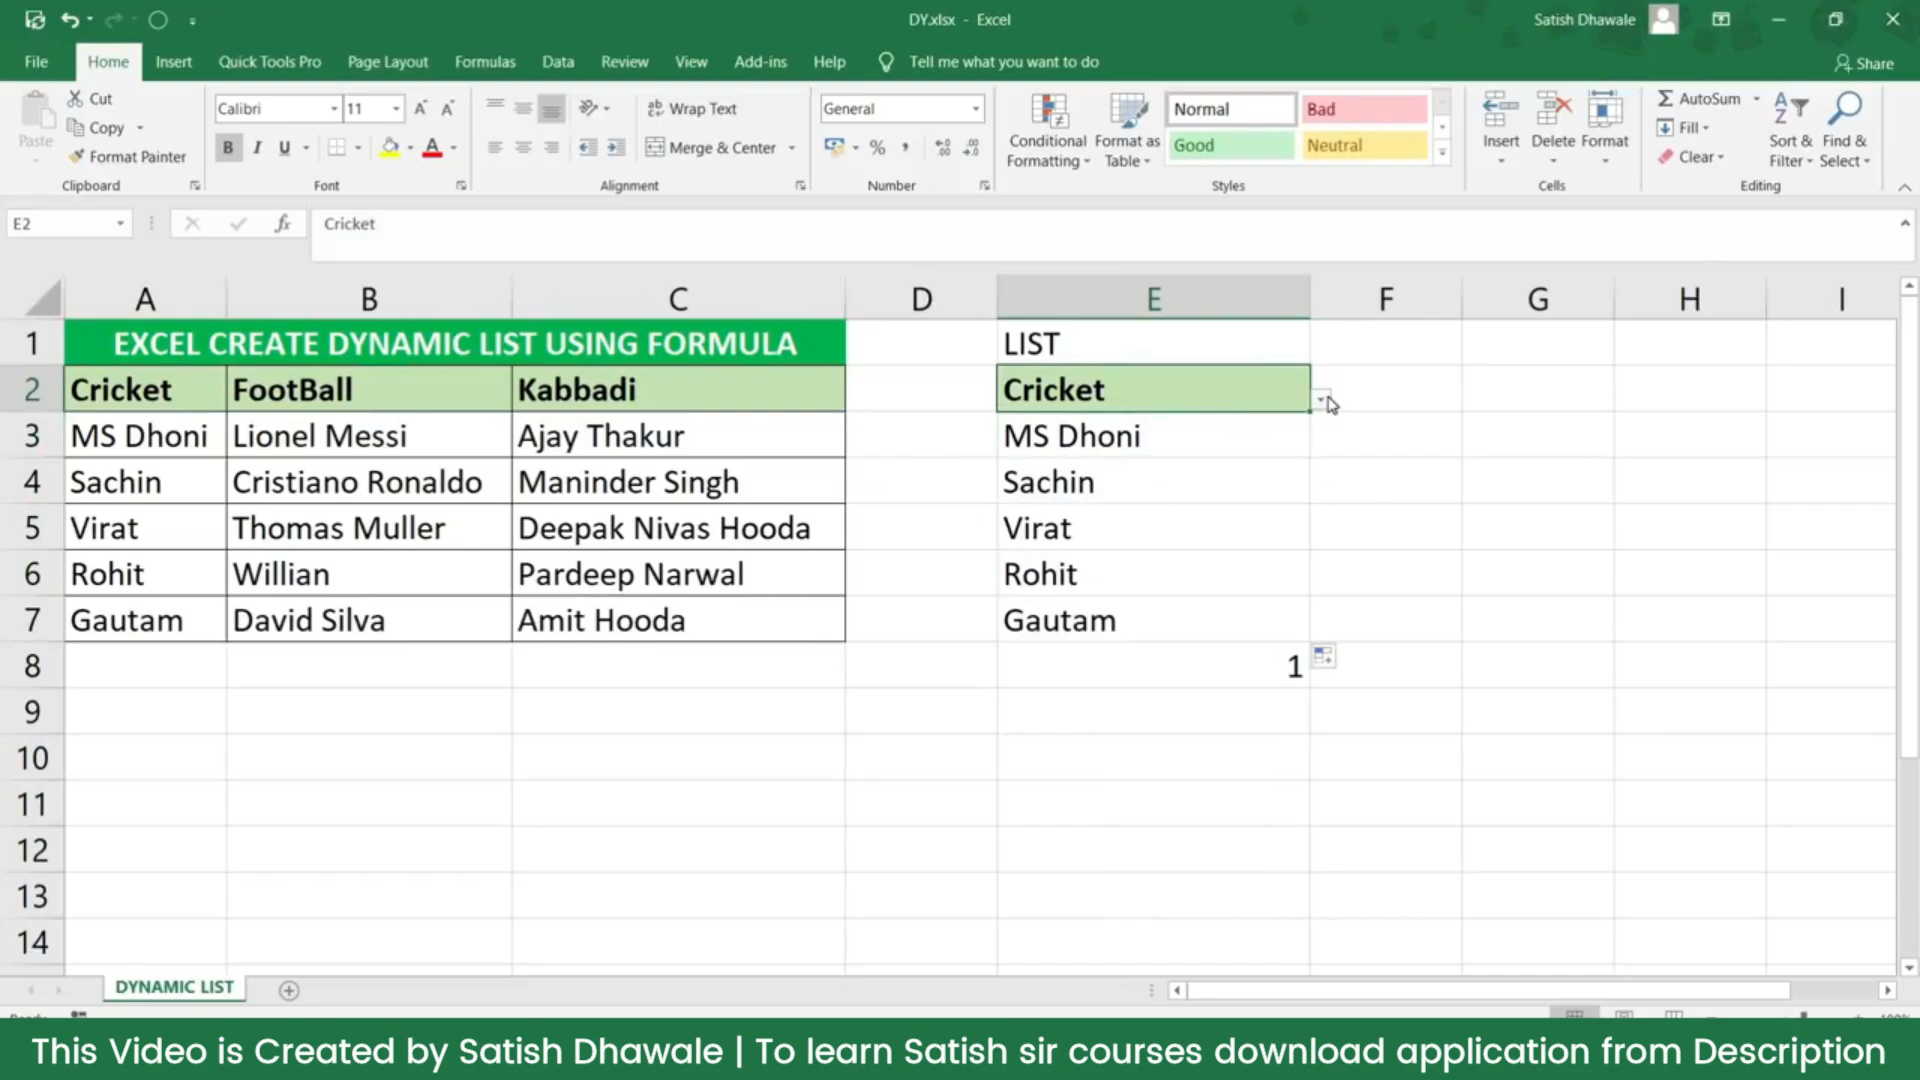 DY.xlsx - Excel
Satish Dhawale
File Home Insert Quick Tools Pro Page Layout Formulas Data Review View Add-ins Help Tell me what you want to do Share
Paste
Cut
Copy
Format Painter
Clipboard
Calibri 11
B I U
Font
Wrap Text
Merge & Center
Alignment
General
%
Number
Conditional Formatting
Format as Table
Normal Bad
Good Neutral
Styles
Insert Delete Format
Cells
AutoSum
Fill
Clear
Sort & Filter
Find & Select
Editing
E2 fx Cricket
A B C D E F G H I
1 EXCEL CREATE DYNAMIC LIST USING FORMULA LIST
2 Cricket FootBall Kabbadi Cricket
3 MS Dhoni Lionel Messi Ajay Thakur MS Dhoni
4 Sachin Cristiano Ronaldo Maninder Singh Sachin
5 Virat Thomas Muller Deepak Nivas Hooda Virat
6 Rohit Willian Pardeep Narwal Rohit
7 Gautam David Silva Amit Hooda Gautam
8 1
9
10
11
12
13
14
DYNAMIC LIST
This Video is Created by Satish Dhawale | To learn Satish sir courses download application from Description